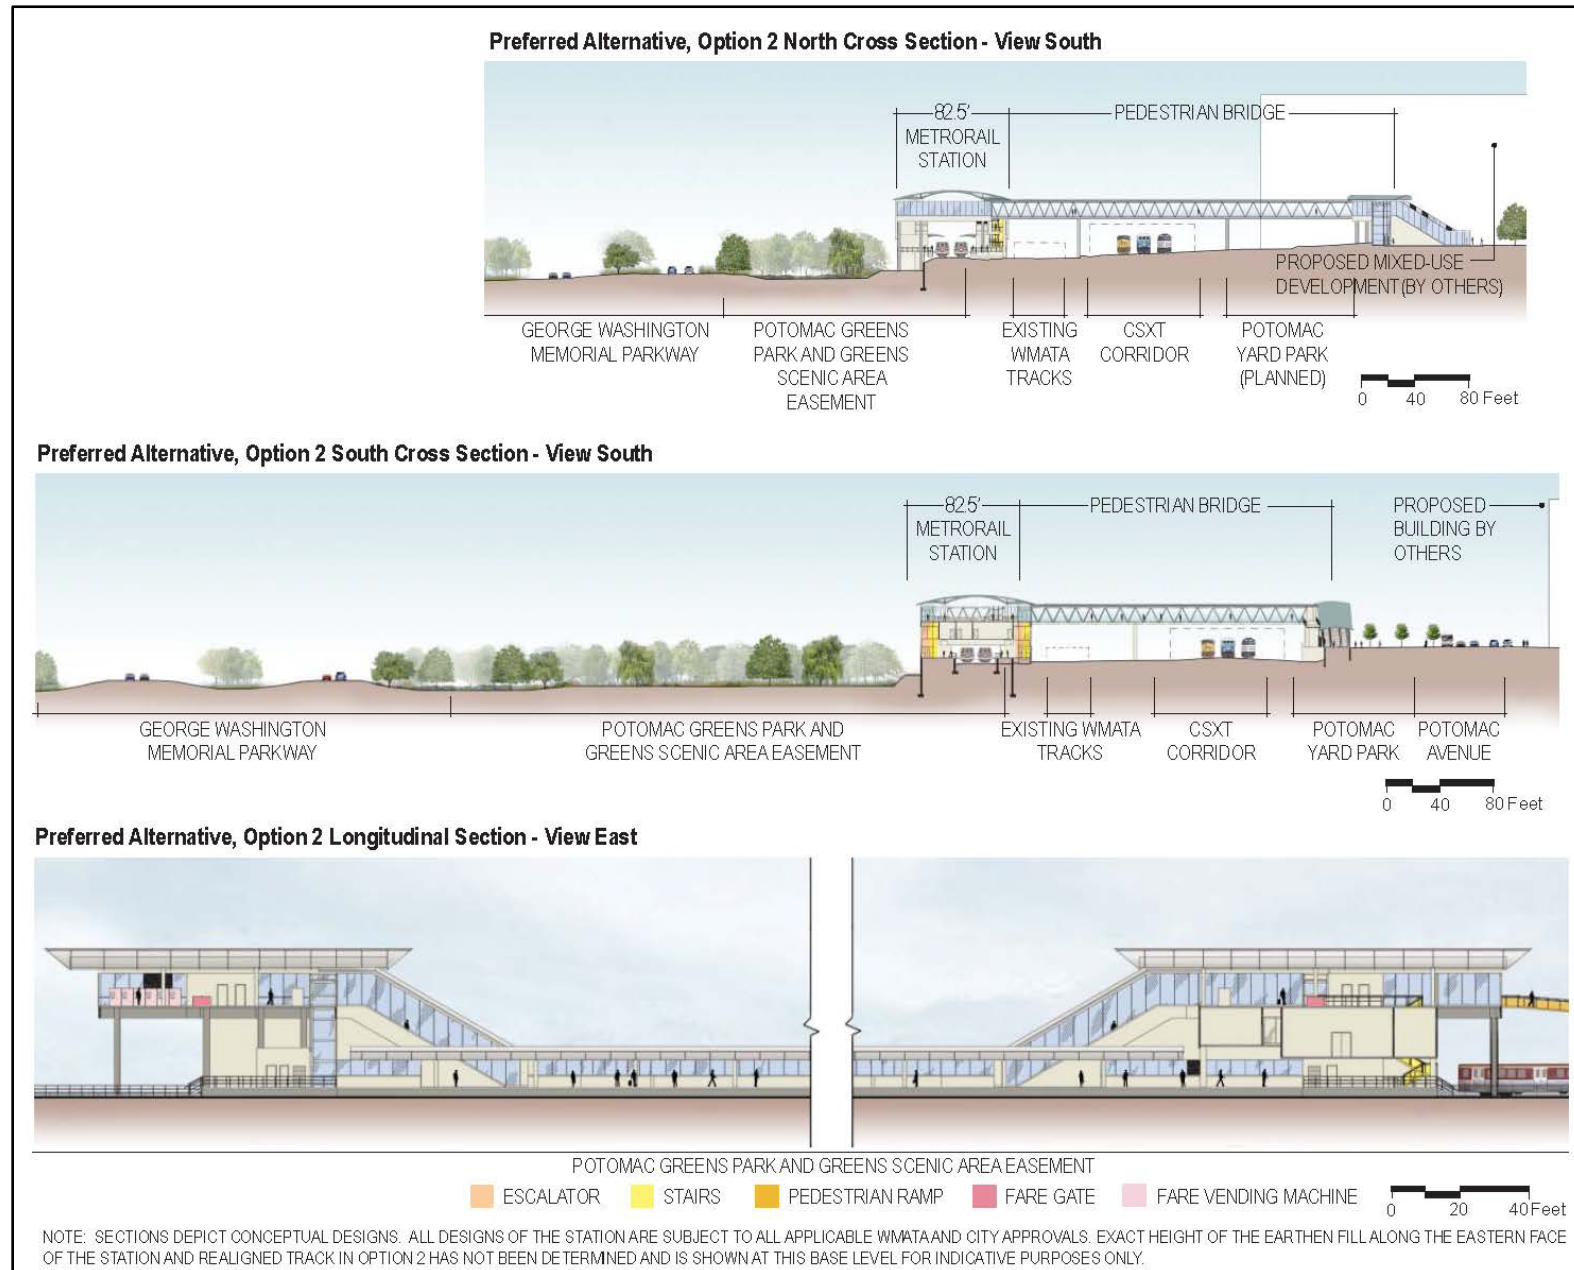 Preferred Alternative, Option 2 North Cross Section - View South
82.5'
METRORAIL
STATION
PEDESTRIAN BRIDGE
PROPOSED MIXED-USE
DEVELOPMENT (BY OTHERS)
GEORGE WASHINGTON
MEMORIAL PARKWAY
POTOMAC GREENS
PARK AND GREENS
SCENIC AREA
EASEMENT
EXISTING
WMATA
TRACKS
CSXT
CORRIDOR
POTOMAC
YARD PARK
(PLANNED)
0 40 80 Feet
Preferred Alternative, Option 2 South Cross Section - View South
82.5'
METRORAIL
STATION
PEDESTRIAN BRIDGE
PROPOSED
BUILDING BY
OTHERS
GEORGE WASHINGTON
MEMORIAL PARKWAY
POTOMAC GREENS PARK AND
GREENS SCENIC AREA EASEMENT
EXISTING WMATA
TRACKS
CSXT
CORRIDOR
POTOMAC
YARD PARK
POTOMAC
AVENUE
0 40 80 Feet
Preferred Alternative, Option 2 Longitudinal Section - View East
POTOMAC GREENS PARK AND GREENS SCENIC AREA EASEMENT
ESCALATOR STAIRS PEDESTRIAN RAMP FARE GATE FARE VENDING MACHINE
0 20 40 Feet
NOTE: SECTIONS DEPICT CONCEPTUAL DESIGNS. ALL DESIGNS OF THE STATION ARE SUBJECT TO ALL APPLICABLE WMATA AND CITY APPROVALS. EXACT HEIGHT OF THE EARTHEN FILL ALONG THE EASTERN FACE
OF THE STATION AND REALIGNED TRACK IN OPTION 2 HAS NOT BEEN DETERMINED AND IS SHOWN AT THIS BASE LEVEL FOR INDICATIVE PURPOSES ONLY.